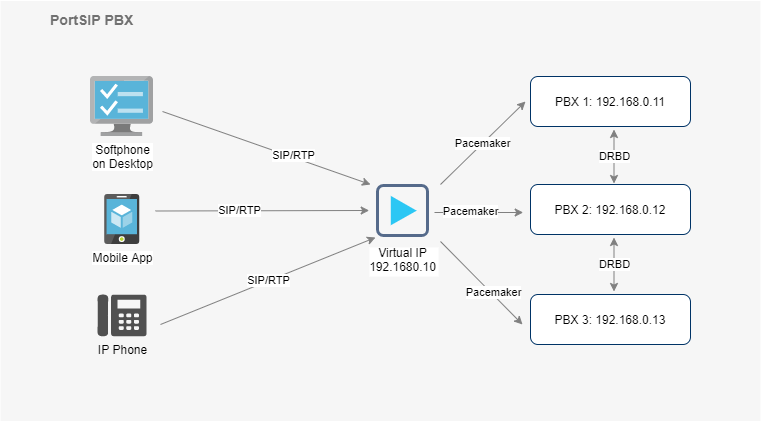 PortSIP PBX
Softphone
on Desktop
SIP/RTP
Mobile App
SIP/RTP
IP Phone
SIP/RTP
Virtual IP
192.1680.10
Pacemaker
Pacemaker
Pacemaker
PBX 1: 192.168.0.11
DRBD
PBX 2: 192.168.0.12
DRBD
PBX 3: 192.168.0.13